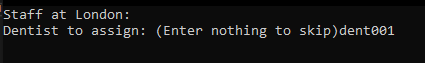 Staff at London:
Dentist to assign: (Enter nothing to skip)dent001